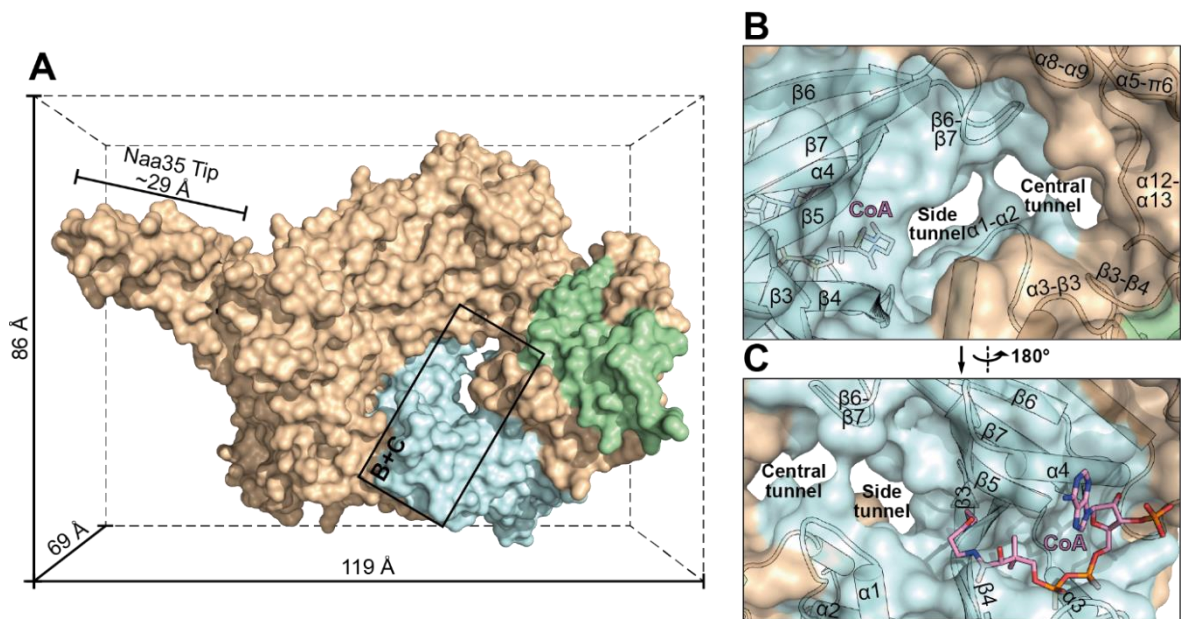 A
Naa35 Tip
~29 Å
86 Å
69 Å
119 Å
B+C
B
α8-α9
α5-π6
β6
β6-
β7
β7
α4
α12-
α13
Central
tunnel
CoA
Side
tunnel
α1-α2
β5
β3-β4
α3-β3
β3
β4
180°
C
β6-
β7
β6
β7
Central
tunnel
Side
tunnel
β3
β5
α4
CoA
α1
α2
β4
α3